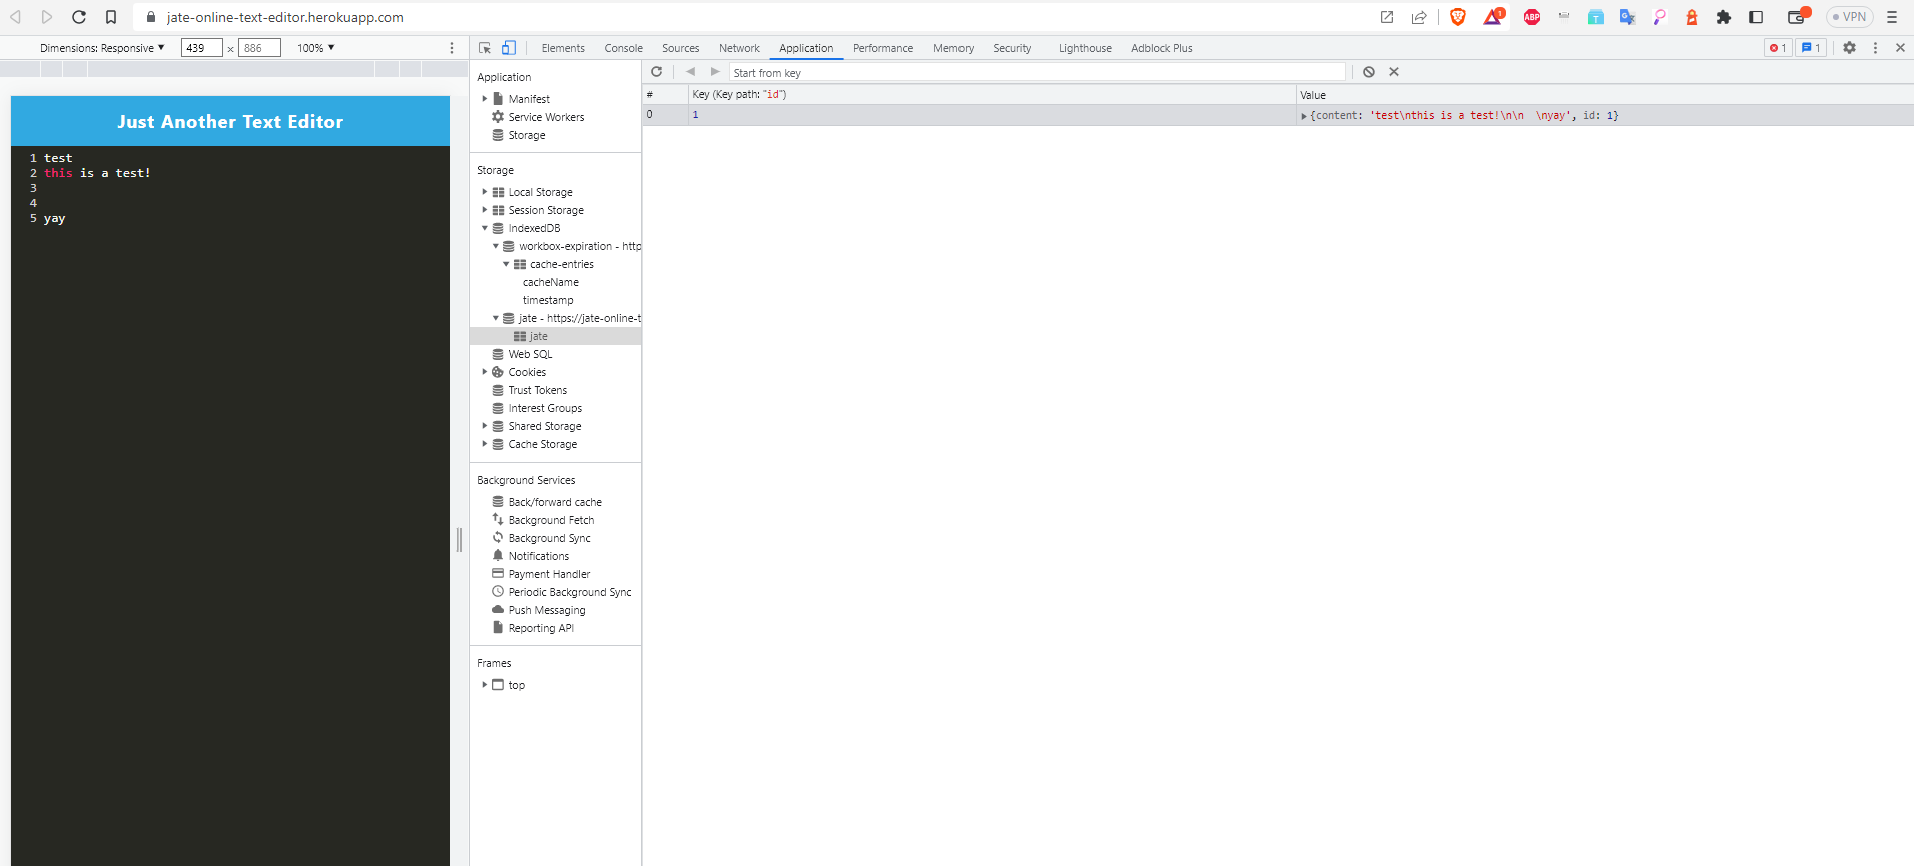 jate-online-text-editor.herokuapp.com
1
ABP
T
VPN
Dimensions: Responsive ▼ 439 × 886 100% ▼
Elements Console Sources Network Application Performance Memory Security Lighthouse Adblock Plus
1 1
Just Another Text Editor
1 test
2 this is a test!
3
4
5 yay
Application
Manifest
Service Workers
Storage
Storage
Local Storage
Session Storage
IndexedDB
workbox-expiration - http
cache-entries
cacheName
timestamp
jate - https://jate-online-t
jate
Web SQL
Cookies
Trust Tokens
Interest Groups
Shared Storage
Cache Storage
Background Services
Back/forward cache
Background Fetch
Background Sync
Notifications
Payment Handler
Periodic Background Sync
Push Messaging
Reporting API
Frames
top
Start from key
# Key (Key path: "id") Value
0 1 {content: 'test\nthis is a test!\n\n  \nyay', id: 1}